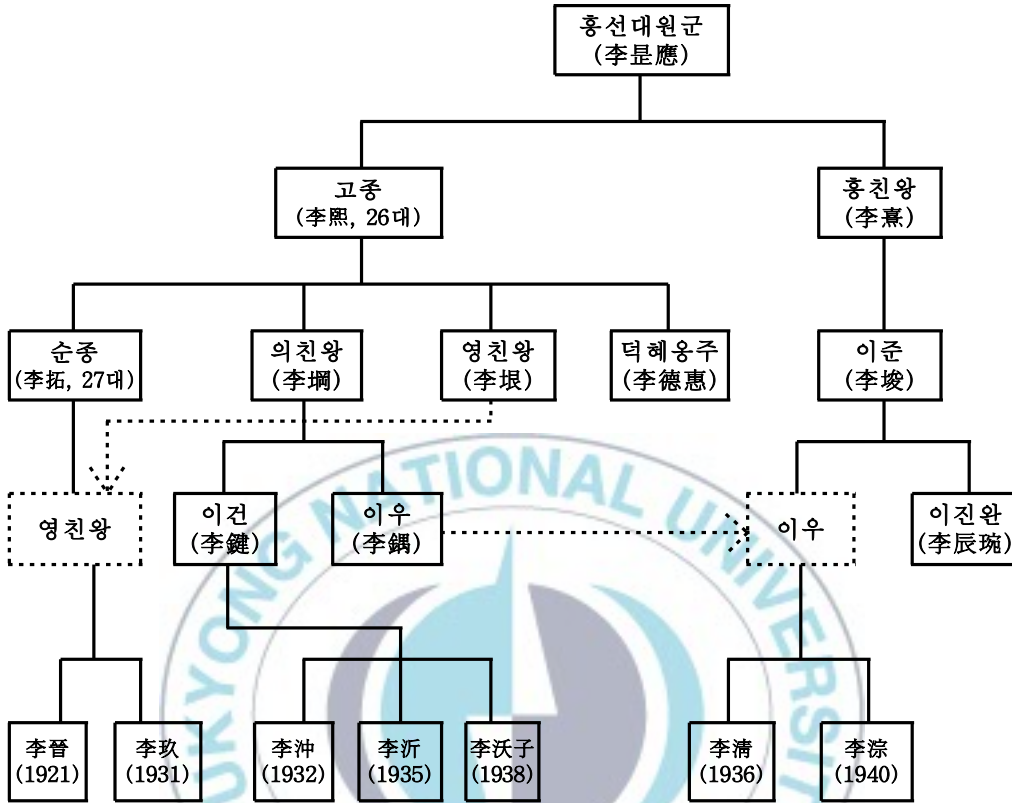 흥선대원군
(李昰應)
고종
(李熙, 26대)
흥친왕
(李熹)
순종
(李拓, 27대)
의친왕
(李堈)
영친왕
(李垠)
덕혜옹주
(李德惠)
이준
(李埈)
영친왕
이건
(李鍵)
이우
(李鍝)
이우
이진완
(李辰琬)
李晉
(1921)
李玖
(1931)
李沖
(1932)
李沂
(1935)
李沃子
(1938)
李淸
(1936)
李淙
(1940)
UKYONG NATIONAL UNIVERSIT